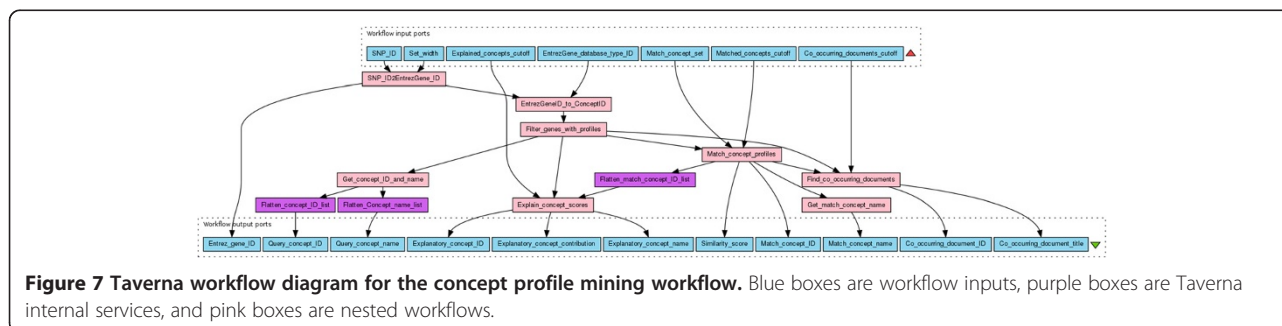 Workflow input ports
SNP_ID Set_width Explained_concepts_cutoff EntrezGene_database_type_ID Match_concept_set Matched_concepts_cutoff Co_occurring_documents_cutoff
SNP_ID2EntrezGene_ID
EntrezGeneID_to_ConceptID
Filter_genes_with_profiles
Match_concept_profiles
Get_concept_ID_and_name Flatten_match_concept_ID_list Find_co_occurring_documents
Flatten_concept_ID_list Flatten_Concept_name_list Explain_concept_scores Get_match_concept_name
Workflow output ports
Entrez_gene_ID Query_concept_ID Query_concept_name Explanatory_concept_ID Explanatory_concept_contribution Explanatory_concept_name Similarity_score Match_concept_ID Match_concept_name Co_occurring_document_ID Co_occurring_document_title
Figure 7 Taverna workflow diagram for the concept profile mining workflow. Blue boxes are workflow inputs, purple boxes are Taverna
internal services, and pink boxes are nested workflows.